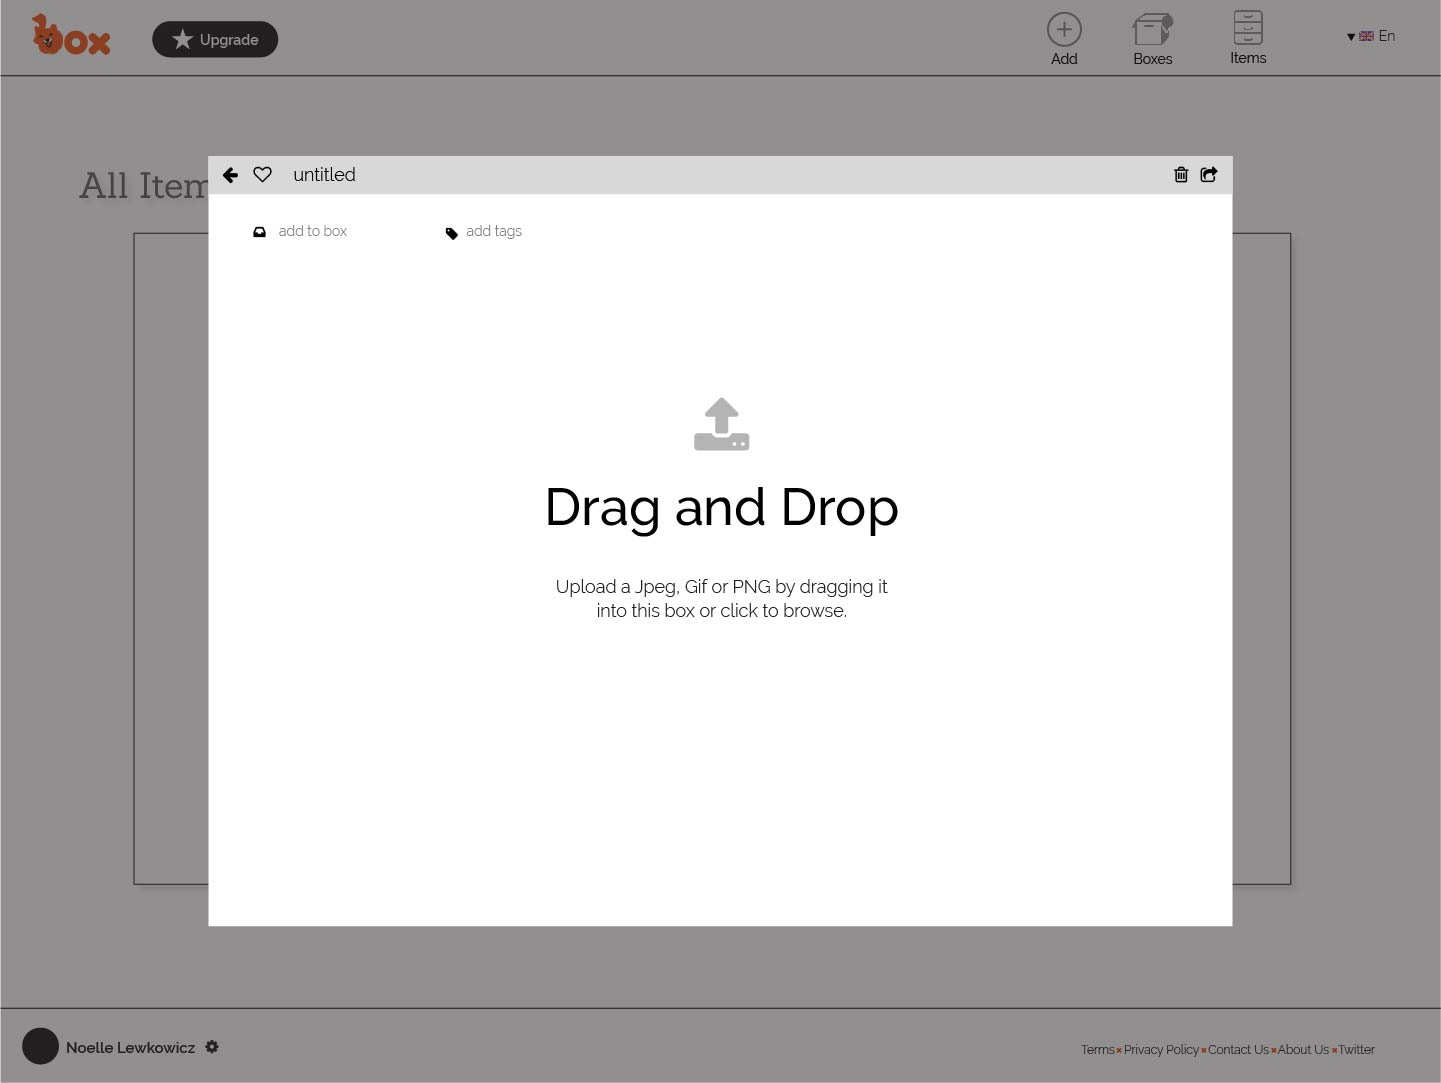 box
Upgrade
Add
Boxes
Items
En
All Item
untitled
add to box
add tags
Drag and Drop
Upload a Jpeg, Gif or PNG by dragging it
into this box or click to browse.
Noelle Lewkowicz
Terms Privacy Policy Contact Us About Us Twitter